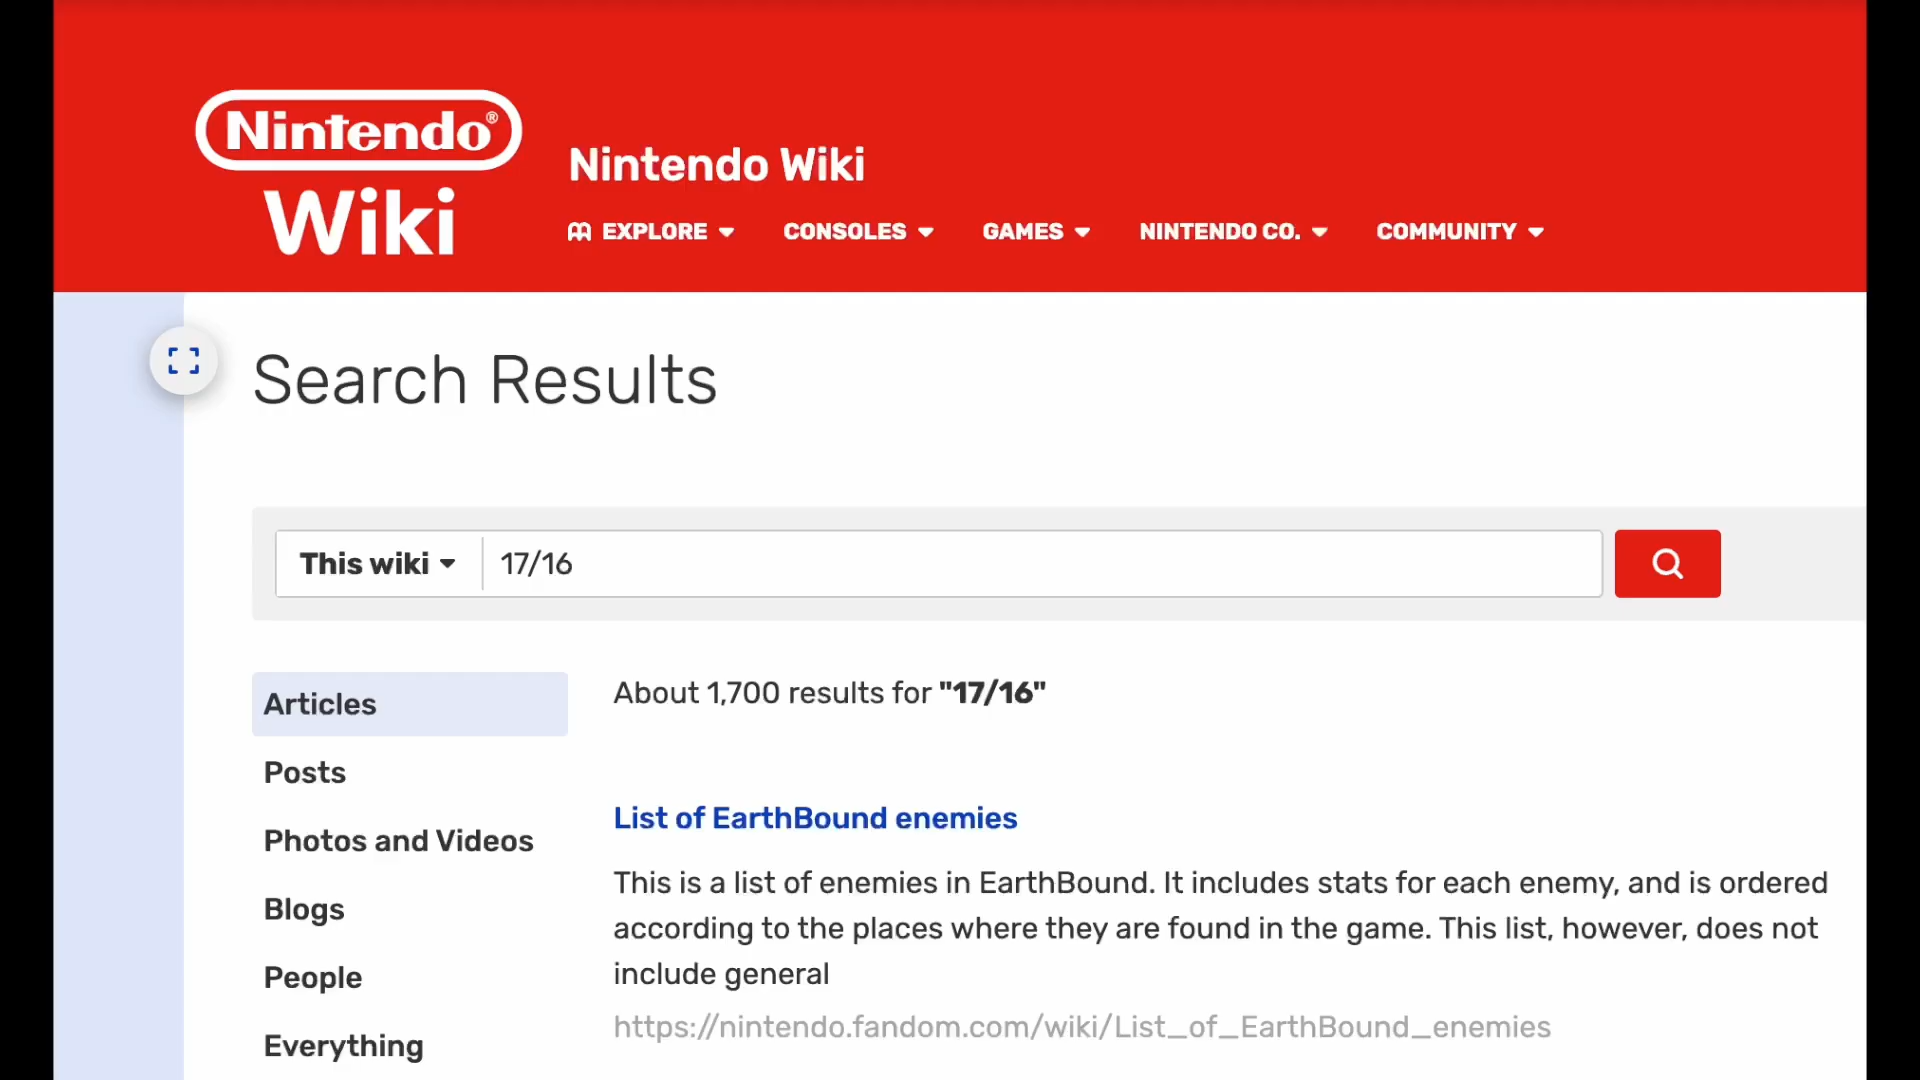 Nintendo®
Wiki
Nintendo Wiki
EXPLORE
CONSOLES
GAMES
NINTENDO CO.
COMMUNITY
Search Results
This wiki
17/16
Articles
Posts
Photos and Videos
Blogs
People
Everything
About 1,700 results for "17/16"
List of EarthBound enemies
This is a list of enemies in EarthBound. It includes stats for each enemy, and is ordered
according to the places where they are found in the game. This list, however, does not
include general
https://nintendo.fandom.com/wiki/List_of_EarthBound_enemies